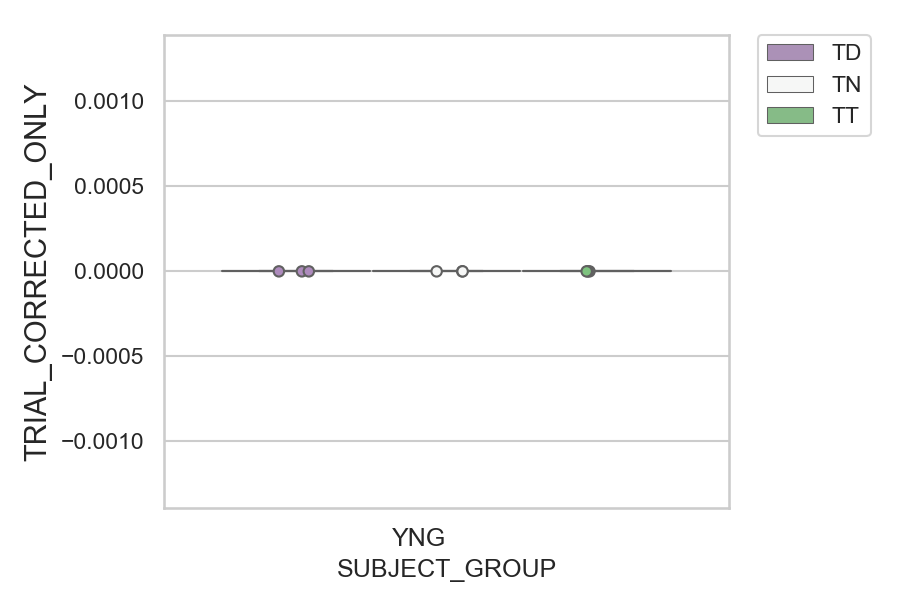 TD
TN
TT
TRIAL_CORRECTED_ONLY
0.0010
0.0005
0.0000
−0.0005
−0.0010
YNG
SUBJECT_GROUP